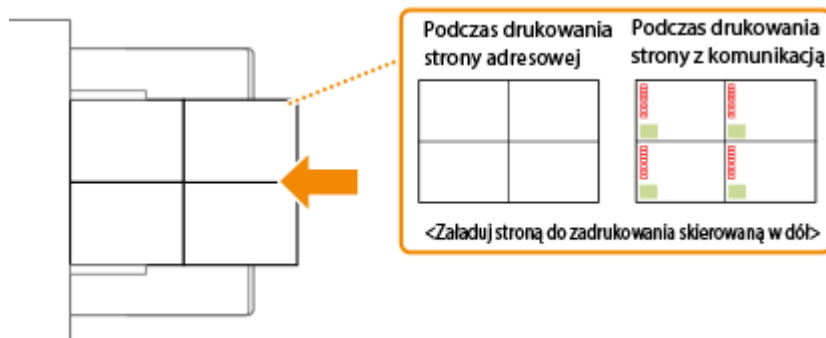 Podczas drukowania
strony adresowej
Podczas drukowania
strony z komunikacją
<Załaduj stroną do zadrukowania skierowaną w dół>